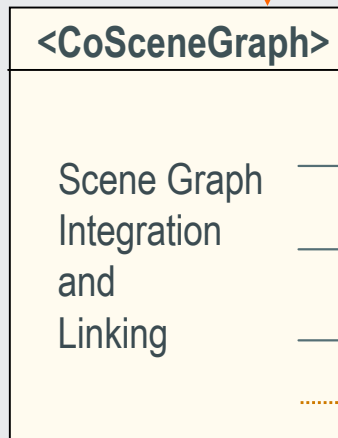 <CoSceneGraph>
Scene Graph
Integration
and
Linking